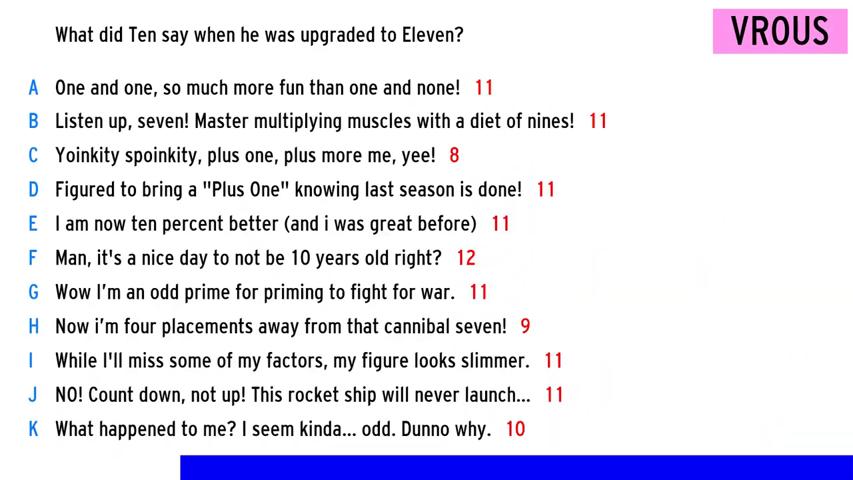 What did Ten say when he was upgraded to Eleven?
VROUS
A One and one, so much more fun than one and none! 11
B Listen up, seven! Master multiplying muscles with a diet of nines! 11
C Yoinkity spoinkity, plus one, plus more me, yee! 8
D Figured to bring a "Plus One" knowing last season is done! 11
E I am now ten percent better (and i was great before) 11
F Man, it's a nice day to not be 10 years old right? 12
G Wow I’m an odd prime for priming to fight for war. 11
H Now i’m four placements away from that cannibal seven! 9
I While I'll miss some of my factors, my figure looks slimmer. 11
J NO! Count down, not up! This rocket ship will never launch... 11
K What happened to me? I seem kinda... odd. Dunno why. 10